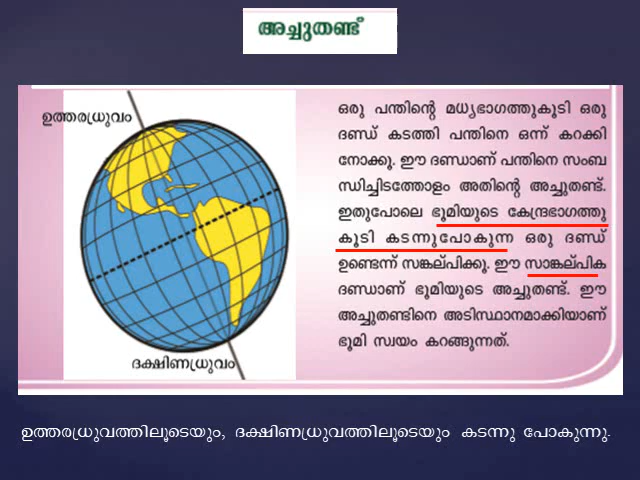 അച്ചുതണ്ട്
ഉത്തരധ്രുവം
ദക്ഷിണധ്രുവം
ഒരു പന്തിന്റെ മധ്യഭാഗത്തുകൂടി ഒരു
ദണ്ഡ് കടത്തി പന്തിനെ ഒന്ന് കറക്കി
നോക്കൂ. ഈ ദണ്ഡാണ് പന്തിനെ സംബ
ന്ധിച്ചിടത്തോളം അതിന്റെ അച്ചുതണ്ട്.
ഇതുപോലെ ഭൂമിയുടെ കേന്ദ്രഭാഗത്തു
കൂടി കടന്നുപോകുന്ന ഒരു ദണ്ഡ്
ഉണ്ടെന്ന് സങ്കല്പിക്കൂ. ഈ സാങ്കല്പിക
ദണ്ഡാണ് ഭൂമിയുടെ അച്ചുതണ്ട്. ഈ
അച്ചുതണ്ടിനെ അടിസ്ഥാനമാക്കിയാണ്
ഭൂമി സ്വയം കറങ്ങുന്നത്.
ഉത്തരധ്രുവത്തിലൂടെയും, ദക്ഷിണധ്രുവത്തിലൂടെയും കടന്നു പോകുന്നു.